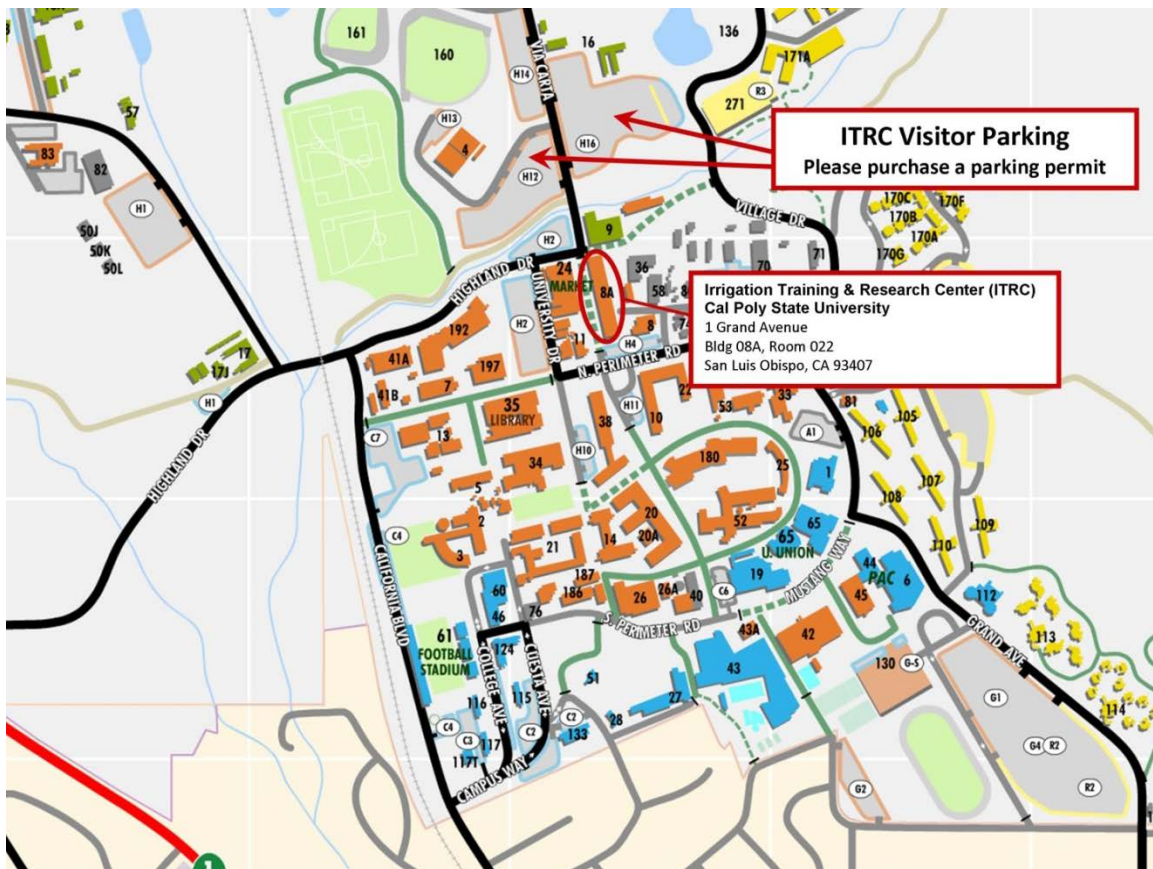 161
160
16
136
171A
271
R3
H14
VIA CARTA
57
H13
4
H16
H12
ITRC Visitor Parking
Please purchase a parking permit
83
82
H1
50J
50K
50L
VILLAGE DR
170C
170F
170B
170A
170G
9
H2
HIGHLAND DR
24
MARKET
UNIVERSITY DR
8A
36
58
70
71
Irrigation Training & Research Center (ITRC)
Cal Poly State University
1 Grand Avenue
Bldg 08A, Room 022
San Luis Obispo, CA 93407
192
H2
11
8
H4
74
N. PERIMETER RD
17
17J
H1
41A
41B
7
197
H11
10
22
53
33
81
105
106
A1
35
LIBRARY
38
C7
13
H10
34
180
25
1
107
108
109
110
HIGHLAND DR
5
2
3
C4
20
20A
52
65
65
U. UNION
21
14
CALIFORNIA BLVD
187
186
60
46
76
26
26A
40
C6
19
MUSTANG WAY
44
PAC
6
45
112
S. PERIMETER RD
43A
42
GRAND AVE
113
61
FOOTBALL
STADIUM
124
COLLEGE AVE
CUESTA AVE
43
130
G-S
51
27
28
116
115
C4
C3
117
117T
C2
C2
133
CAMPUS WAY
G1
114
G4
R2
R2
G2
1